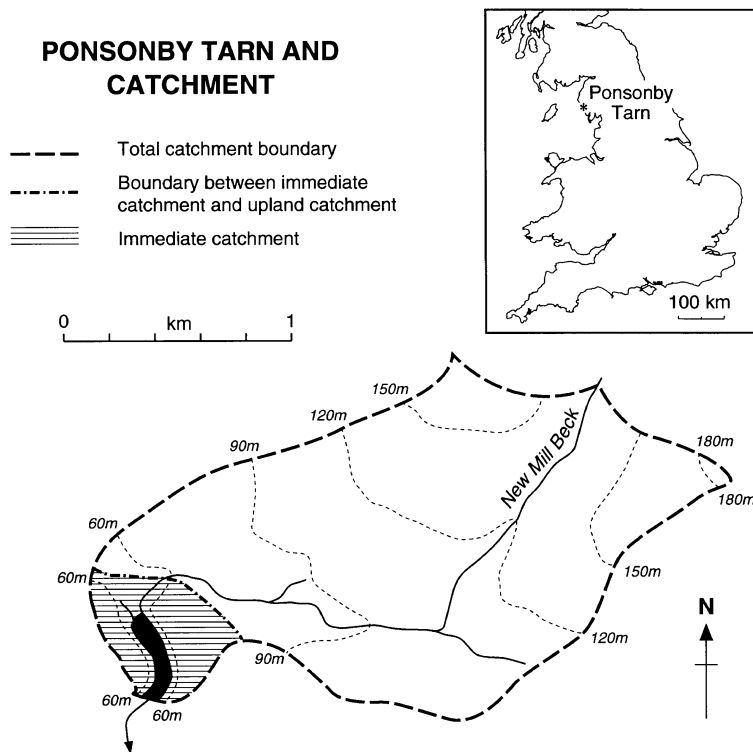 PONSONBY TARN AND
CATCHMENT
Total catchment boundary
Boundary between immediate
catchment and upland catchment
Immediate catchment
0 km 1
Ponsonby
Tarn
*
100 km
150m
120m
90m
60m
60m
New Mill Beck
180m
180m
150m
120m
90m
60m
60m
N